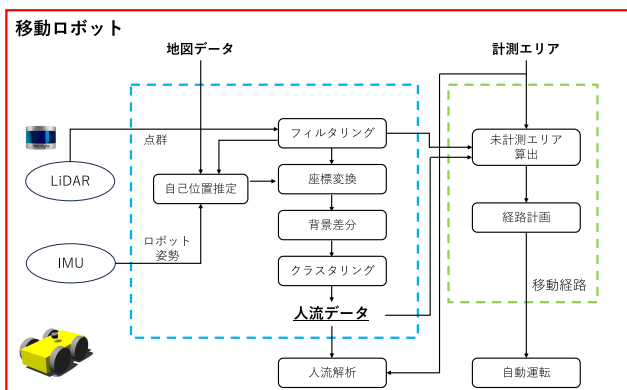 移動ロボット
地図データ
計測エリア
点群
フィルタリング
未計測エリア
算出
Velodyne
LiDAR
自己位置推定
座標変換
経路計画
ロボット
姿勢
背景差分
IMU
クラスタリング
移動経路
人流データ
人流解析
自動運転